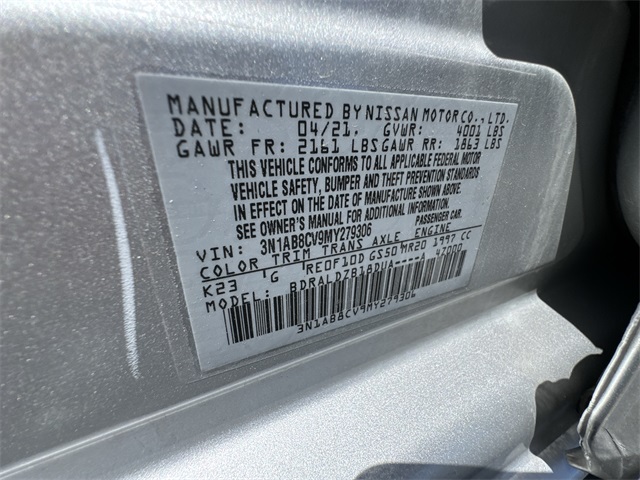 MANUFACTURED BY NISSAN MOTOR CO., LTD.
DATE: 04/21. GVWR: 4001 LBS
GAWR FR: 2161 LBS GAWR RR: 1863 LBS
THIS VEHICLE CONFORMS TO ALL APPLICABLE FEDERAL MOTOR
VEHICLE SAFETY, BUMPER AND THEFT PREVENTION STANDARDS
IN EFFECT ON THE DATE OF MANUFACTURE SHOWN ABOVE.
SEE OWNER'S MANUAL FOR ADDITIONAL INFORMATION.
VIN: 3N1AB8CV9MY279306 PASSENGER CAR.
COLOR TRIM TRANS AXLE ENGINE
K23 G RE0F10D GS50 MR20 1997 CC
MODEL: BDRALDZB18DUA----A 47000
3N1AB8CV9MY279306